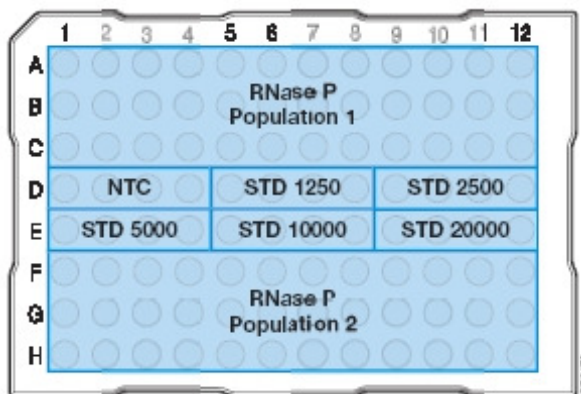 1 2 3 4 5 6 7 8 9 10 11 12
A
B
C
D
E
F
G
H
RNase P
Population 1
NTC STD 1250 STD 2500
STD 5000 STD 10000 STD 20000
RNase P
Population 2